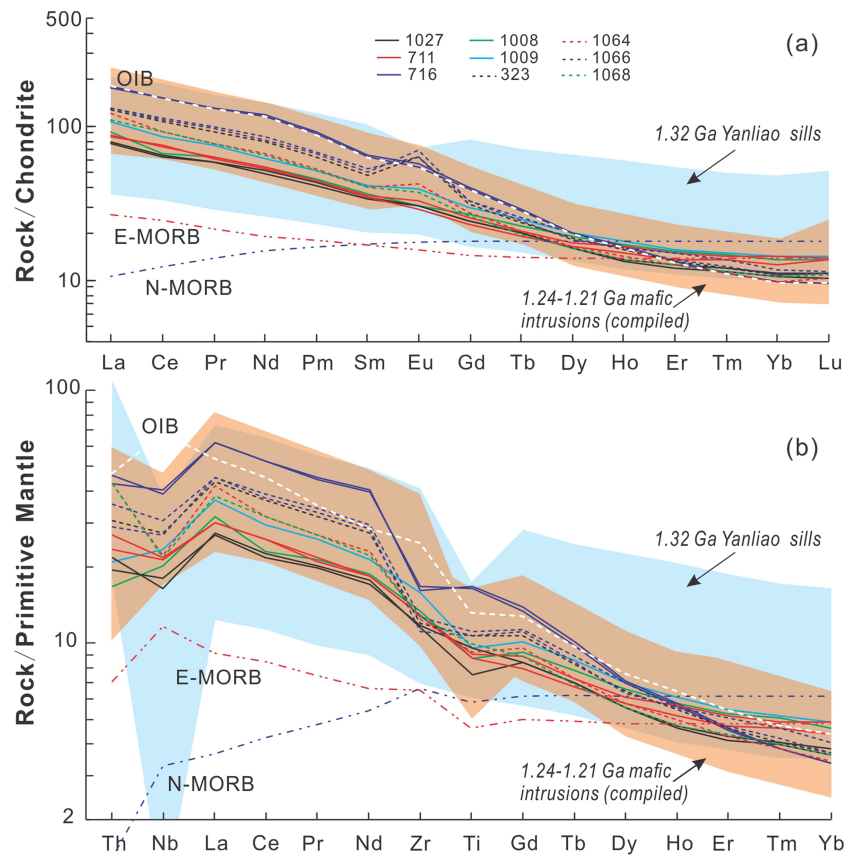 500
(a)
1027 1008 1064
711 1009 1066
716 323 1068
OIB
100
1.32 Ga Yanliao sills
Rock/Chondrite
E-MORB
N-MORB
10
1.24-1.21 Ga mafic
intrusions (compiled)
La Ce Pr Nd Pm Sm Eu Gd Tb Dy Ho Er Tm Yb Lu
100
OIB
(b)
1.32 Ga Yanliao sills
Rock/Primitive Mantle
10
E-MORB
N-MORB
1.24-1.21 Ga mafic
intrusions (compiled)
2
Th Nb La Ce Pr Nd Zr Ti Gd Tb Dy Ho Er Tm Yb